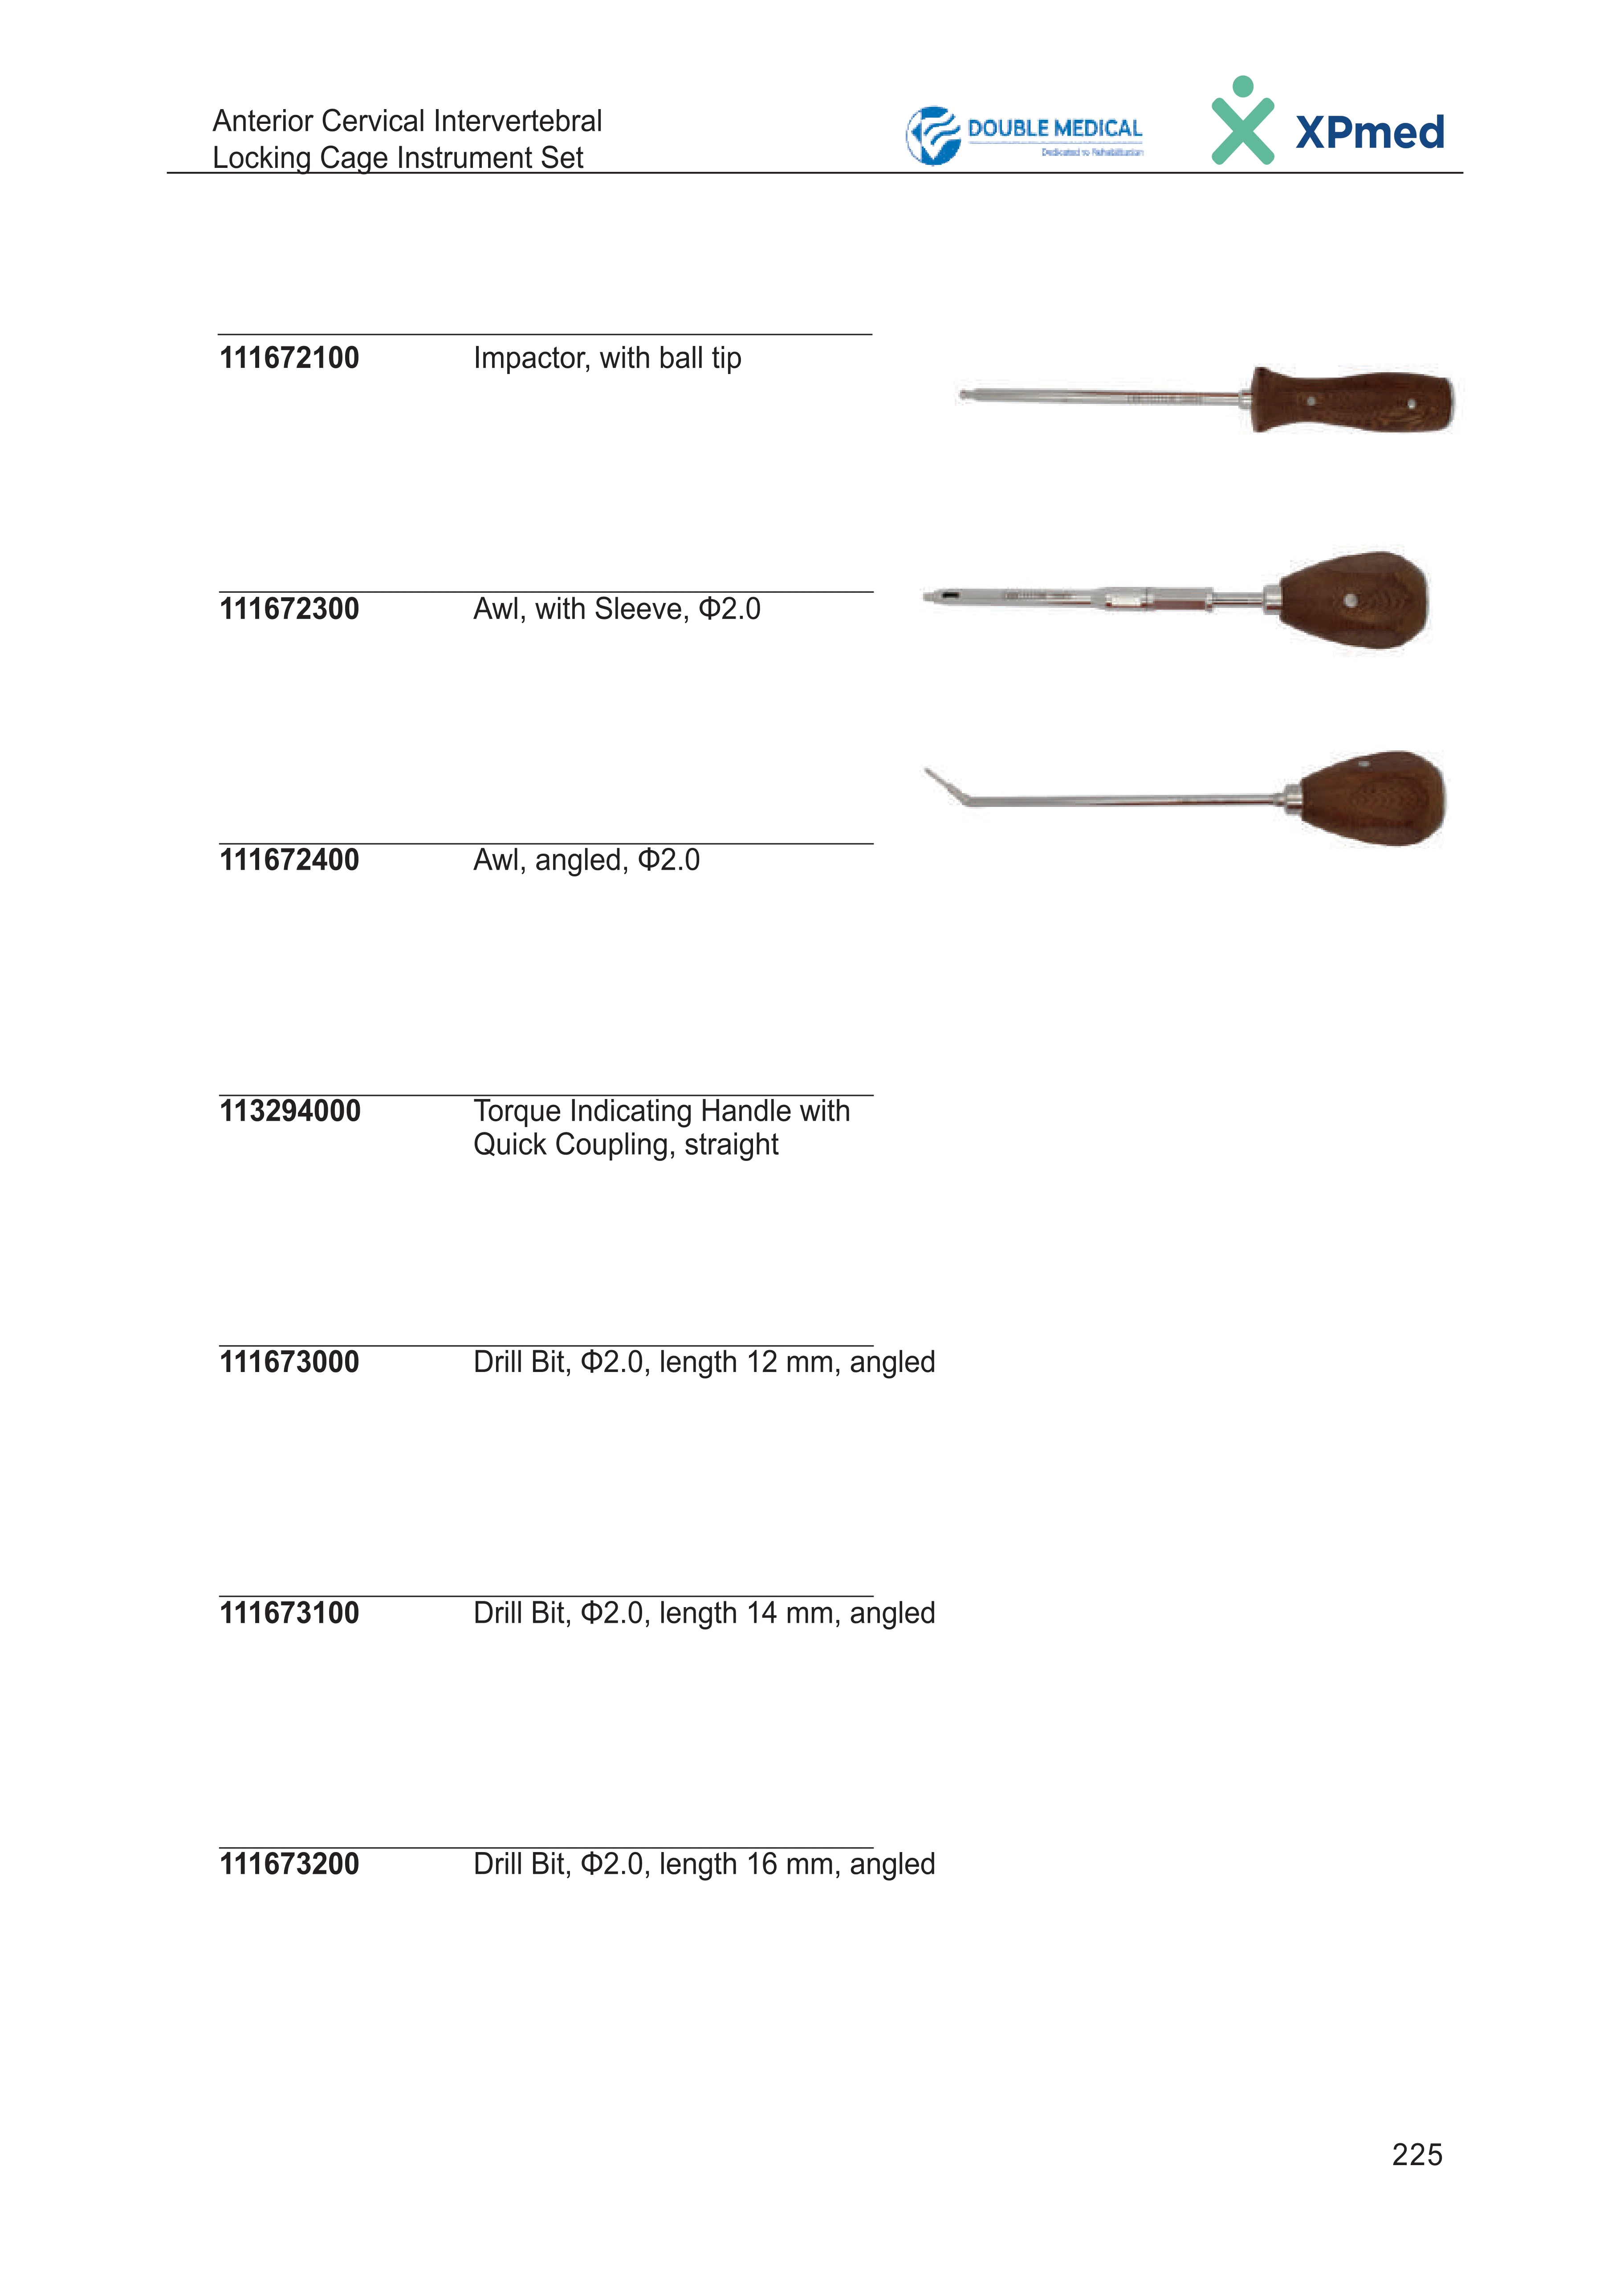 Anterior Cervical Intervertebral
Locking Cage Instrument Set
DOUBLE MEDICAL
Dedicated to Rehabilitation
XPmed
111672100 Impactor, with ball tip
111672300 Awl, with Sleeve, Φ2.0
111672400 Awl, angled, Φ2.0
113294000 Torque Indicating Handle with
Quick Coupling, straight
111673000 Drill Bit, Φ2.0, length 12 mm, angled
111673100 Drill Bit, Φ2.0, length 14 mm, angled
111673200 Drill Bit, Φ2.0, length 16 mm, angled
225